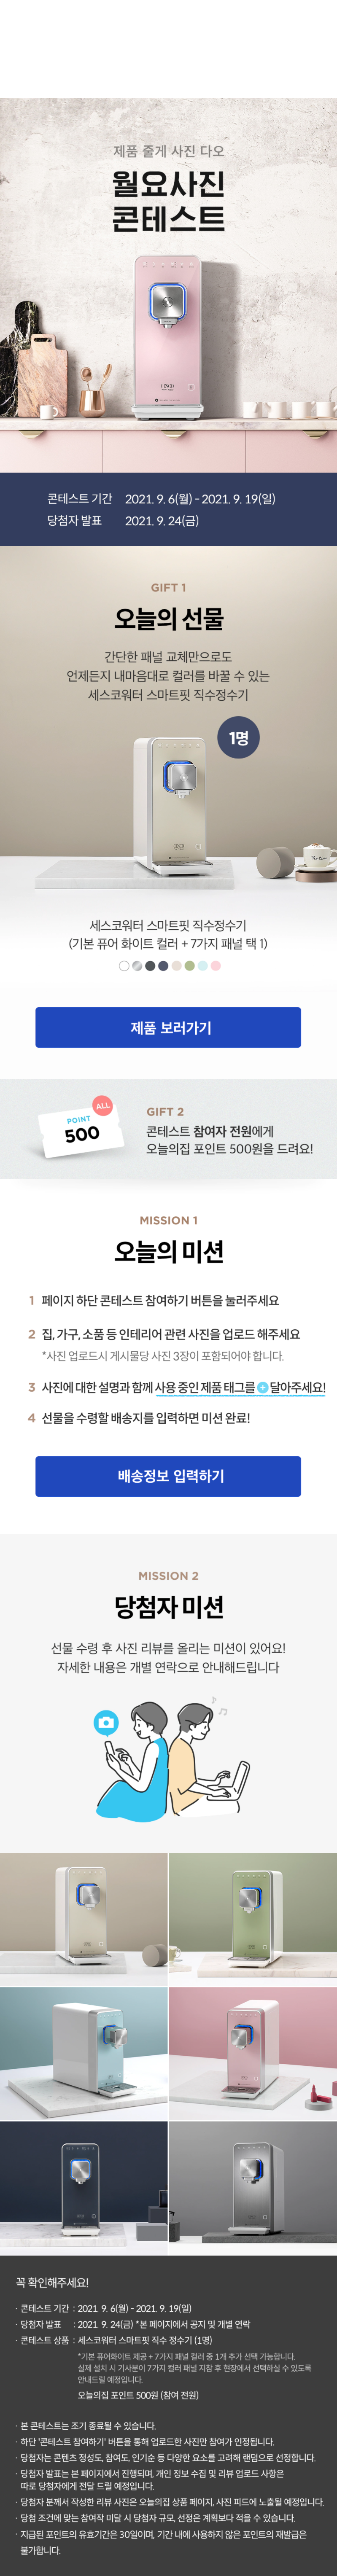 제품 줄게 사진 다오
월요사진
콘테스트
CESCO
콘테스트 기간 2021. 9. 6(월) - 2021. 9. 19(일)
당첨자 발표 2021. 9. 24(금)
GIFT 1
오늘의 선물
간단한 패널 교체만으로도
언제든지 내마음대로 컬러를 바꿀 수 있는
세스코워터 스마트핏 직수정수기
1명
세스코워터 스마트핏 직수정수기
(기본 퓨어 화이트 컬러 + 7가지 패널 택 1)
제품 보러가기
ALL
POINT
500
GIFT 2
콘테스트 참여자 전원에게
오늘의집 포인트 500원을 드려요!
MISSION 1
오늘의 미션
1 페이지 하단 콘테스트 참여하기 버튼을 눌러주세요
2 집, 가구, 소품 등 인테리어 관련 사진을 업로드 해주세요
*사진 업로드시 게시물당 사진 3장이 포함되어야 합니다.
3 사진에 대한 설명과 함께 사용 중인 제품 태그를 + 달아주세요!
4 선물을 수령할 배송지를 입력하면 미션 완료!
배송정보 입력하기
MISSION 2
당첨자 미션
선물 수령 후 사진 리뷰를 올리는 미션이 있어요!
자세한 내용은 개별 연락으로 안내해드립니다
꼭 확인해주세요!
· 콘테스트 기간 : 2021. 9. 6(월) - 2021. 9. 19(일)
· 당첨자 발표 : 2021. 9. 24(금) *본 페이지에서 공지 및 개별 연락
· 콘테스트 상품 : 세스코워터 스마트핏 직수 정수기 (1명)
*기본 퓨어화이트 제공 + 7가지 패널 컬러 중 1개 추가 선택 가능합니다.
실제 설치 시 기사분이 7가지 컬러 패널 지참 후 현장에서 선택하실 수 있도록
안내드릴 예정입니다.
오늘의집 포인트 500원 (참여 전원)
· 본 콘테스트는 조기 종료될 수 있습니다.
· 하단 '콘테스트 참여하기' 버튼을 통해 업로드한 사진만 참여가 인정됩니다.
· 당첨자는 콘텐츠 정성도, 참여도, 인기순 등 다양한 요소를 고려해 랜덤으로 선정합니다.
· 당첨자 발표는 본 페이지에서 진행되며, 개인 정보 수집 및 리뷰 업로드 사항은
따로 당첨자에게 전달 드릴 예정입니다.
· 당첨자 분께서 작성한 리뷰 사진은 오늘의집 상품 페이지, 사진 피드에 노출될 예정입니다.
· 당첨 조건에 맞는 참여작 미달 시 당첨자 규모, 선정은 계획보다 적을 수 있습니다.
· 지급된 포인트의 유효기간은 30일이며, 기간 내에 사용하지 않은 포인트의 재발급은
불가합니다.